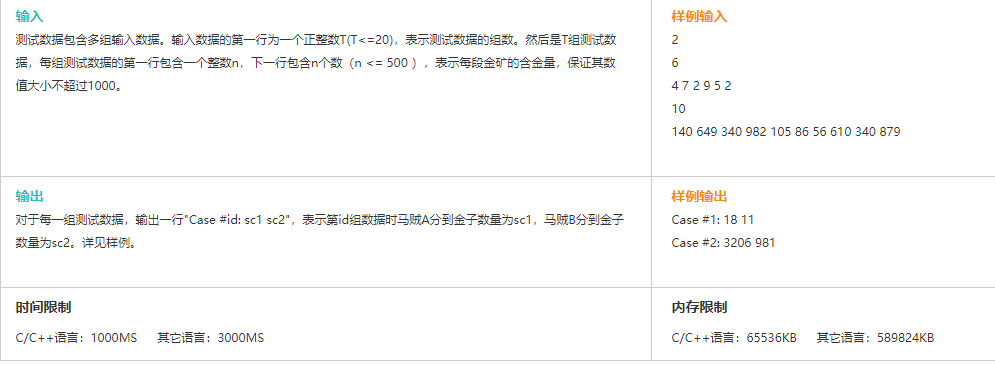 输入
测试数据包含多组输入数据。输入数据的第一行为一个正整数T(T<=20)，表示测试数据的组数。然后是T组测试数
据，每组测试数据的第一行包含一个整数n，下一行包含n个数（n <= 500 ），表示每段金矿的含金量，保证其数
值大小不超过1000。
样例输入
2
6
4 7 2 9 5 2
10
140 649 340 982 105 86 56 610 340 879
输出
对于每一组测试数据，输出一行"Case #id: sc1 sc2"，表示第id组数据时马贼A分到金子数量为sc1，马贼B分到金子
数量为sc2。详见样例。
样例输出
Case #1: 18 11
Case #2: 3206 981
时间限制
C/C++语言：1000MS 其它语言：3000MS
内存限制
C/C++语言：65536KB 其它语言：589824KB